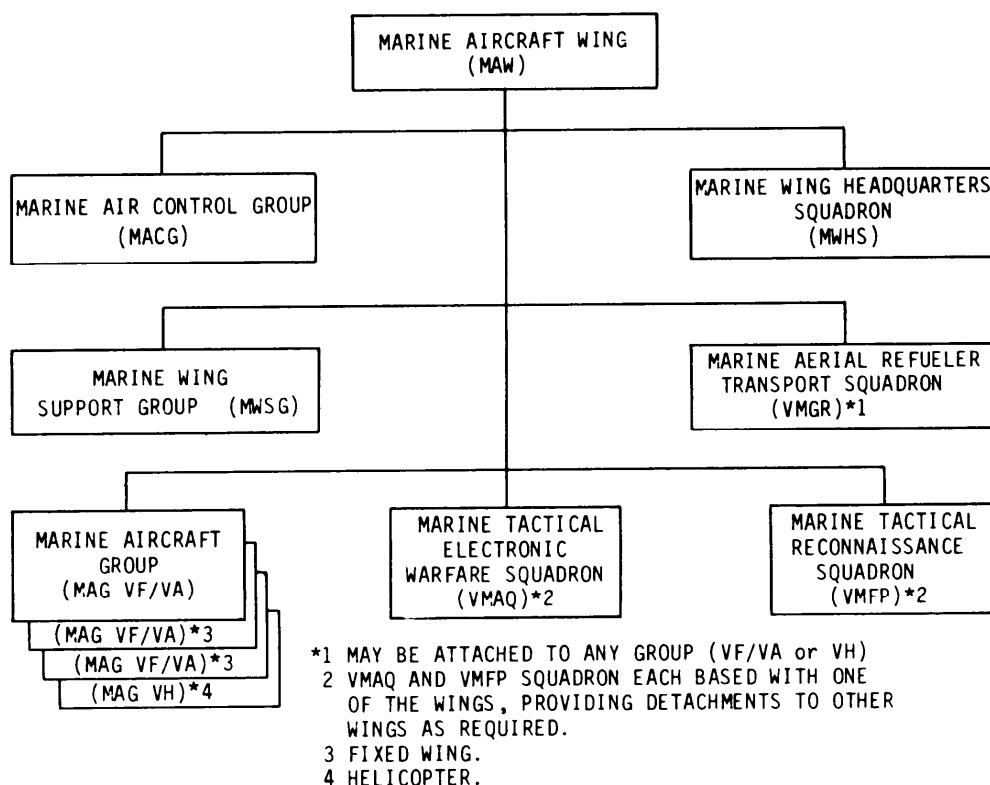 MARINE AIRCRAFT WING
(MAW)
MARINE AIR CONTROL GROUP
(MACG)
MARINE WING HEADQUARTERS
SQUADRON
(MWHS)
MARINE WING
SUPPORT GROUP (MWSG)
MARINE AERIAL REFUELER
TRANSPORT SQUADRON
(VMGR)*1
MARINE AIRCRAFT
GROUP
(MAG VF/VA)
(MAG VF/VA)*3
(MAG VF/VA)*3
(MAG VH)*4
MARINE TACTICAL
ELECTRONIC
WARFARE SQUADRON
(VMAQ)*2
MARINE TACTICAL
RECONNAISSANCE
SQUADRON
(VMFP)*2
*1 MAY BE ATTACHED TO ANY GROUP (VF/VA or VH)
2 VMAQ AND VMFP SQUADRON EACH BASED WITH ONE
OF THE WINGS, PROVIDING DETACHMENTS TO OTHER
WINGS AS REQUIRED.
3 FIXED WING.
4 HELICOPTER.